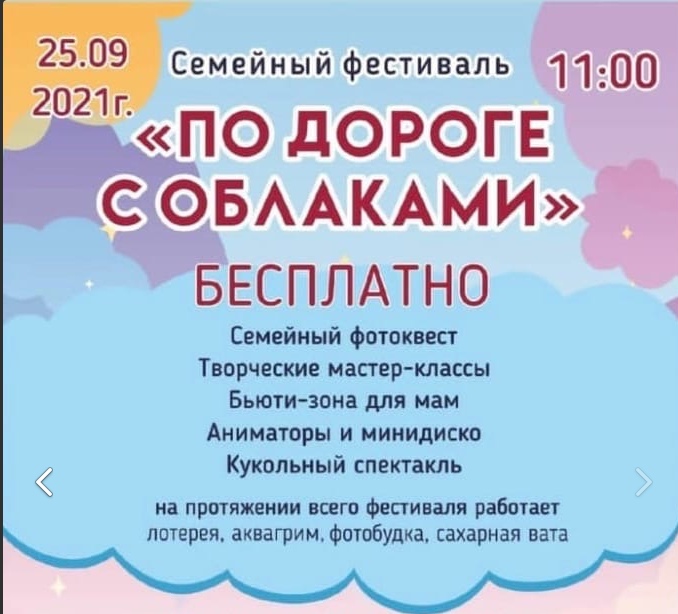 25.09
2021г.
Семейный фестиваль
11:00
«ПО ДОРОГЕ
С ОБЛАКАМИ»
БЕСПЛАТНО
Семейный фотоквест
Творческие мастер-классы
Бьюти-зона для мам
Аниматоры и минидиско
Кукольный спектакль
на протяжении всего фестиваля работает
лотерея, аквагрим, фотобудка, сахарная вата